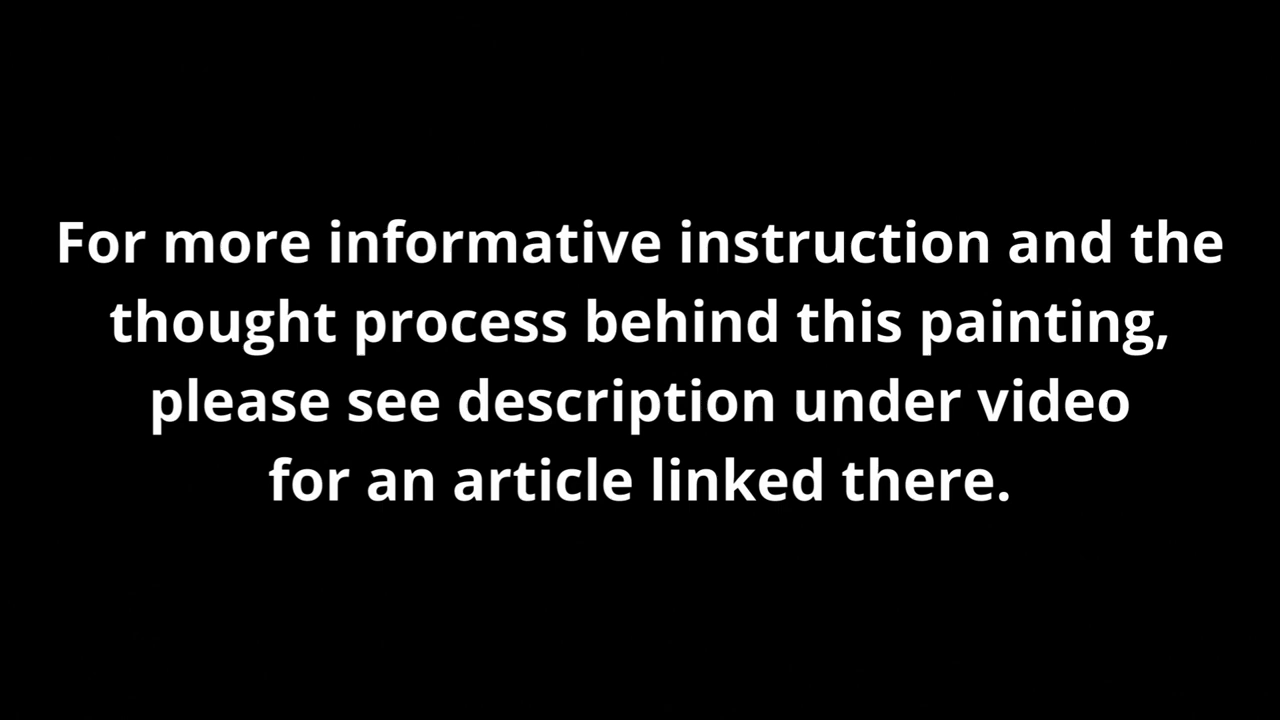 For more informative instruction and the
thought process behind this painting,
please see description under video
for an article linked there.